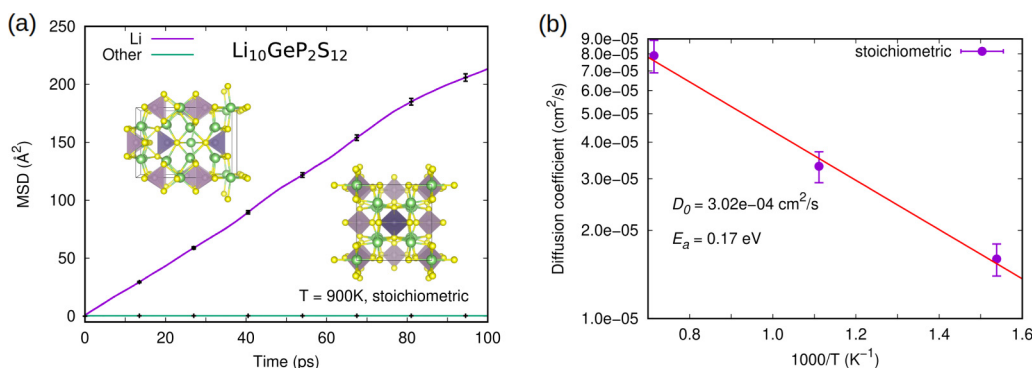 (a)
250
200
150
100
50
0
MSD (Å²)
Li
Other
Li₁₀GeP₂S₁₂
T = 900K, stoichiometric
0 20 40 60 80 100
Time (ps)
(b)
9.0e-05
8.0e-05
7.0e-05
6.0e-05
5.0e-05
4.0e-05
3.0e-05
2.0e-05
1.0e-05
Diffusion coefficient (cm²/s)
stoichiometric
D₀ = 3.02e−04 cm²/s
Eₐ = 0.17 eV
0.8 1.0 1.2 1.4 1.6
1000/T (K⁻¹)